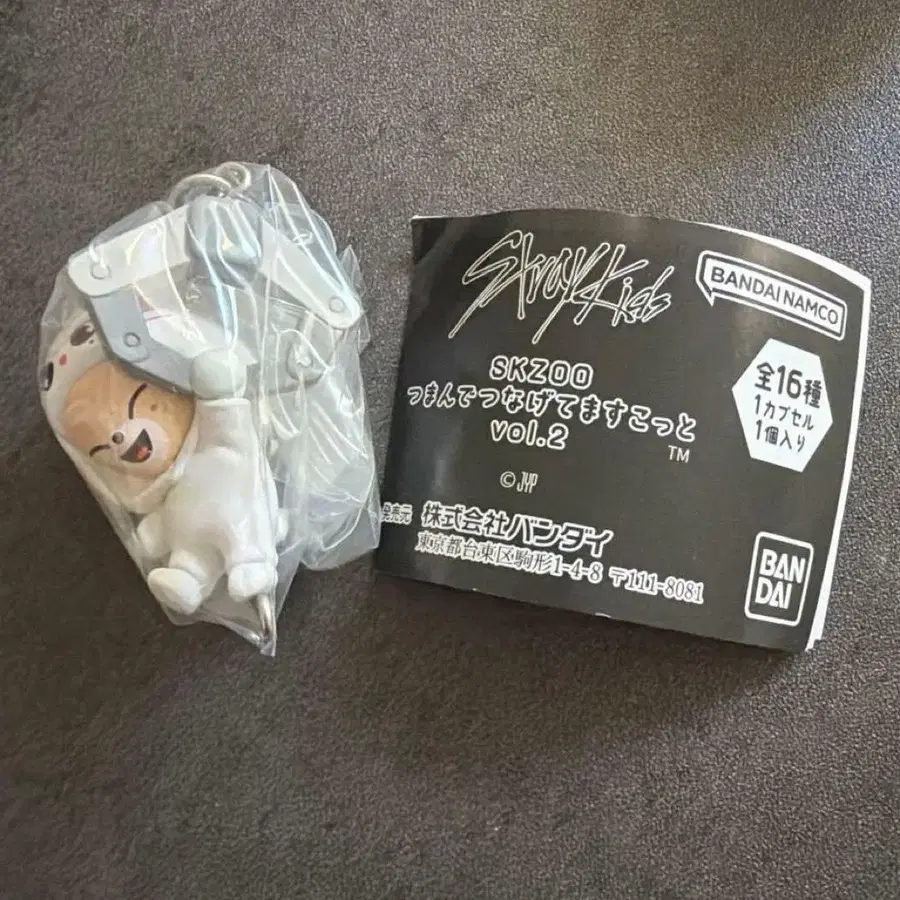 Stray Kids
BANDAI NAMCO
SKZOO
つまんでつなげてますこっと
vol.2
TM
©JYP
全16種
1カプセル
1個入り
発売元 株式会社バンダイ
東京都台東区駒形1-4-8 〒111-8081
BAN
DAI